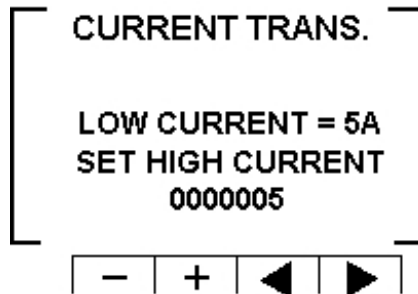 CURRENT TRANS.
LOW CURRENT = 5A
SET HIGH CURRENT
0000005
− + ◀ ▶